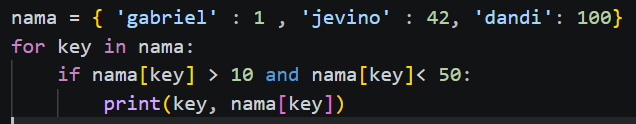 nama = { 'gabriel' : 1 , 'jevino' : 42, 'dandi': 100}
for key in nama:
    if nama[key] > 10 and nama[key]< 50:
        print(key, nama[key])